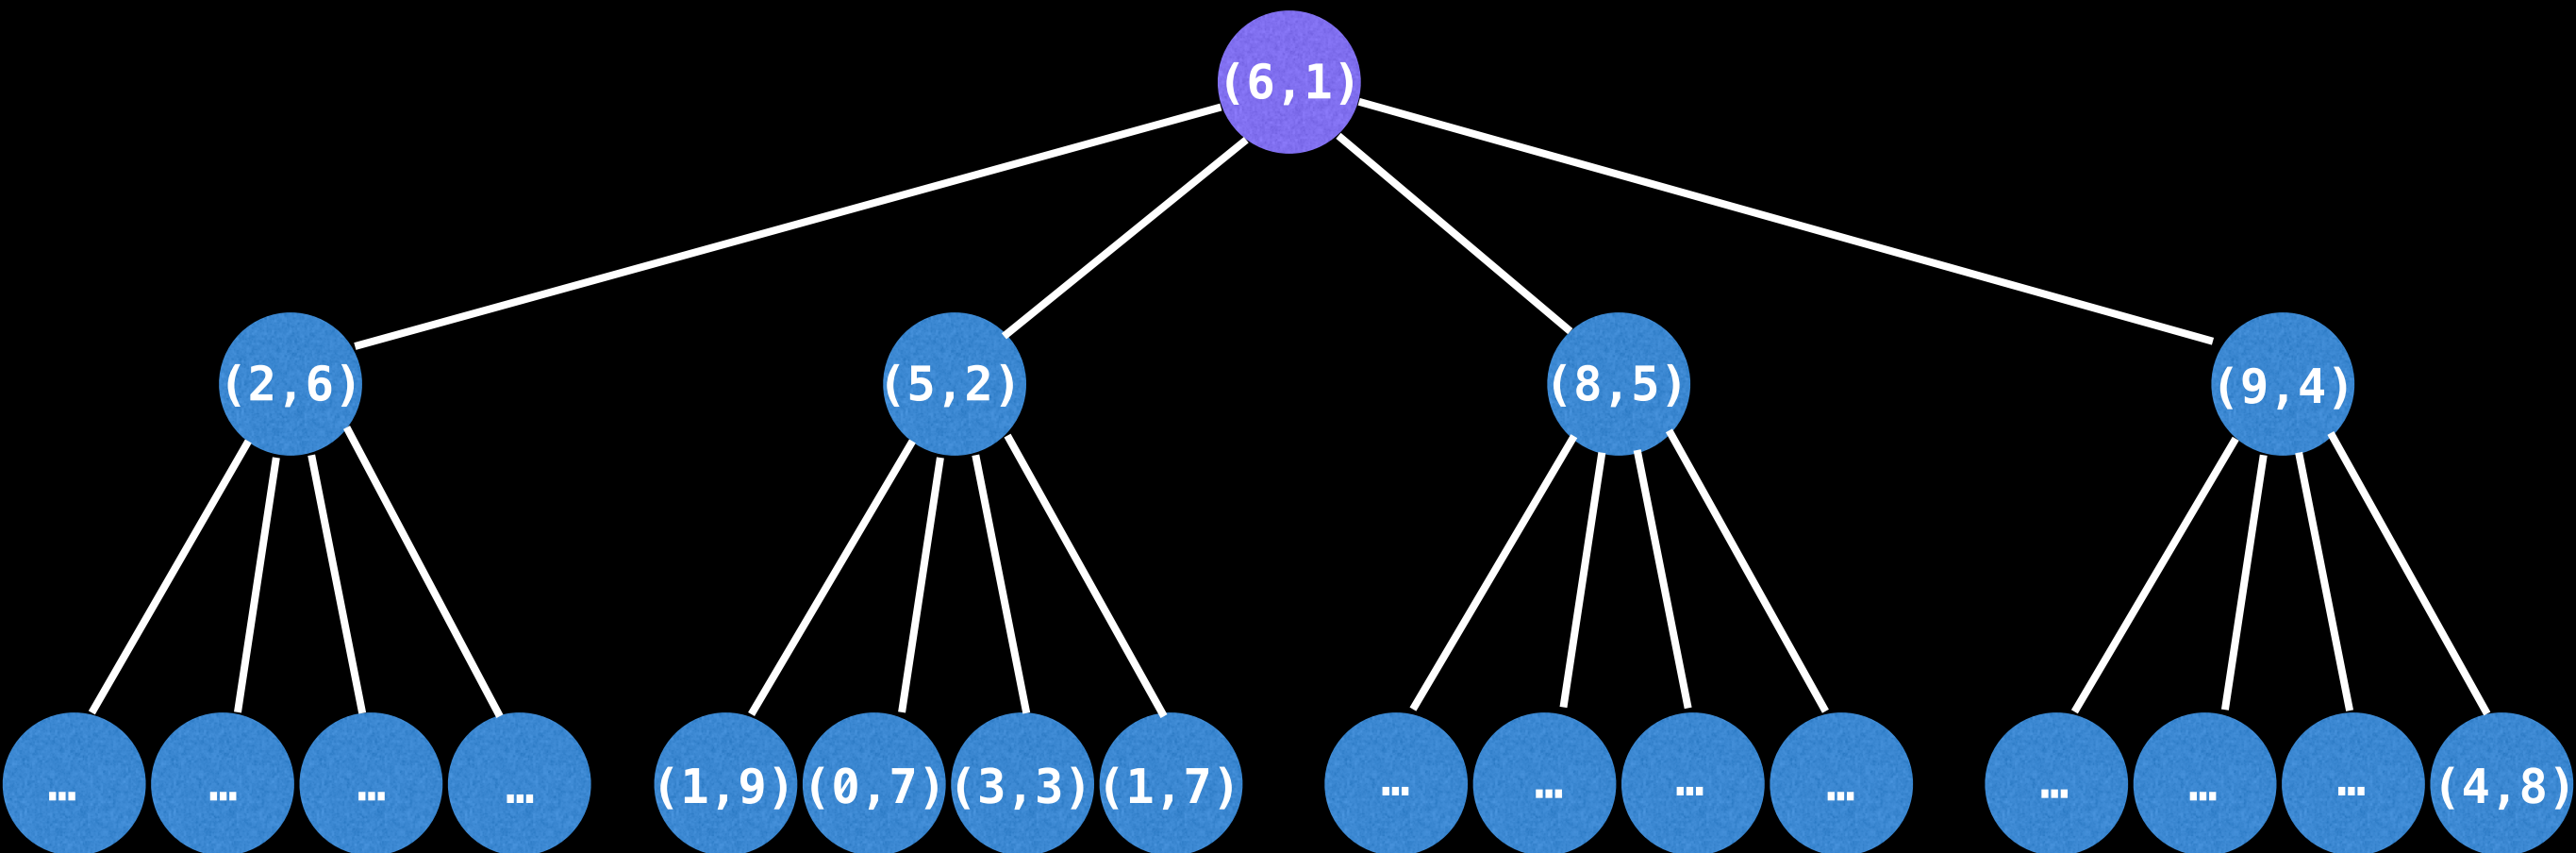 (6,1)
(2,6) (5,2) (8,5) (9,4)
… … … … (1,9) (0,7) (3,3) (1,7) … … … … … … … (4,8)